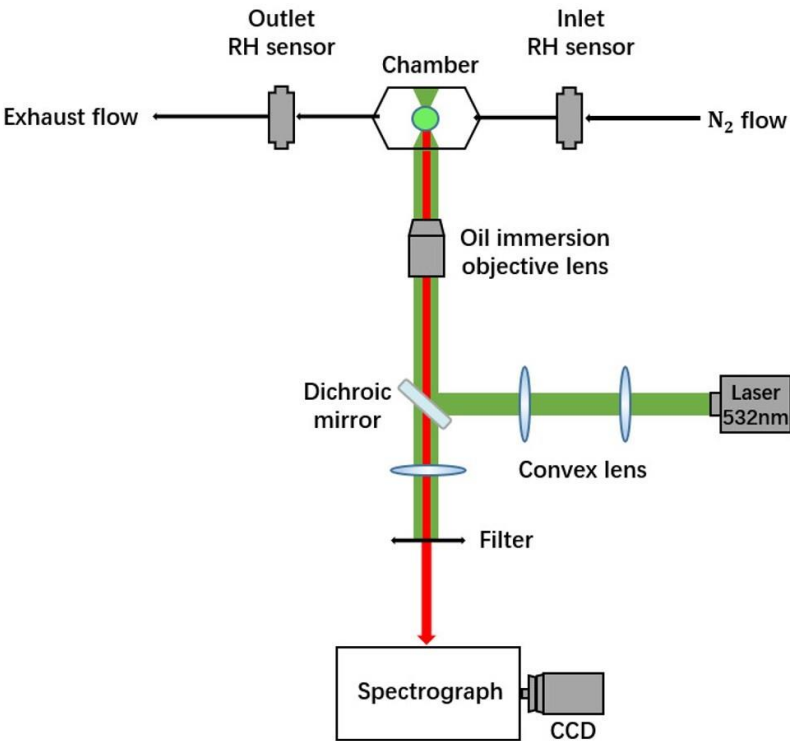 Outlet
RH sensor
Inlet
RH sensor
Chamber
Exhaust flow
N₂ flow
Oil immersion
objective lens
Dichroic
mirror
Laser
532nm
Convex lens
Filter
Spectrograph
CCD